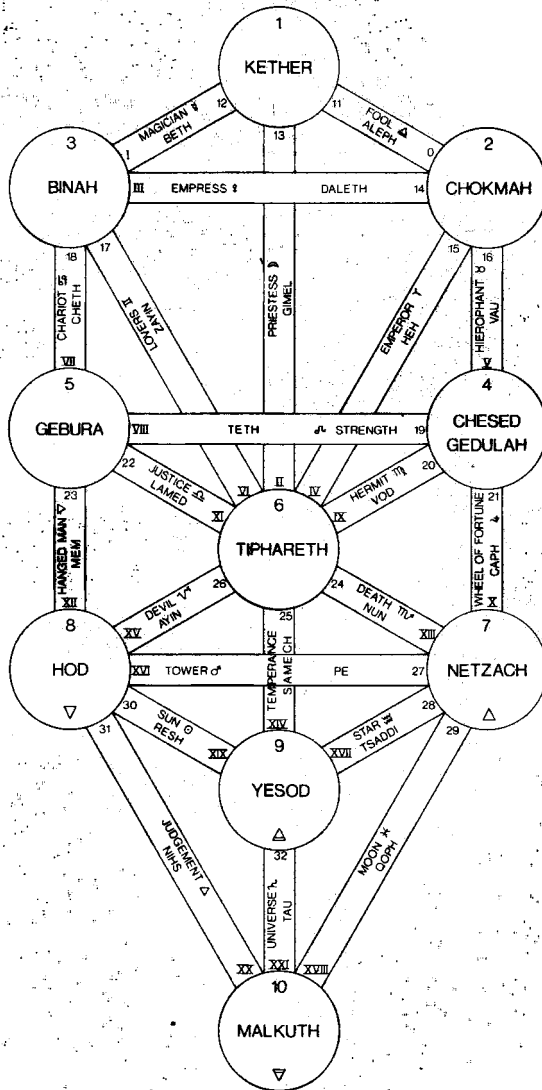 1
KETHER
12
MAGICIAN ☿
BETH
I
11
FOOL 🜁
ALEPH
0
13
3
BINAH
2
CHOKMAH
III EMPRESS ♀ DALETH 14
18
17
15
16
CHARIOT ♋
CHETH
VII
LOVERS ♊
ZAYIN
VI
PRIESTESS ☽
GIMEL
II
EMPEROR ♈
HEH
IV
HIEROPHANT ♉
VAU
V
5
GEBURA
4
CHESED
GEDULAH
VIII TETH ♌ STRENGTH 19
22
JUSTICE ♎
LAMED
XI
20
HERMIT ♍
YOD
IX
23
HANGED MAN ▽
MEM
XII
21
WHEEL OF FORTUNE ♃
CAPH
X
6
TIPHARETH
26
DEVIL ♑
AYIN
XV
24
DEATH ♏
NUN
XIII
25
TEMPERANCE
SAMECH
XIV
8
HOD
▽
7
NETZACH
△
XVI TOWER ♂ PE 27
30
SUN ☉
RESH
XIX
28
STAR ♒
TSADDI
XVII
31
29
9
YESOD
🜁
JUDGEMENT △
NIHS
XX
32
UNIVERSE ♄
TAU
XXI
MOON ♓
QOPH
XVIII
10
MALKUTH
🜃